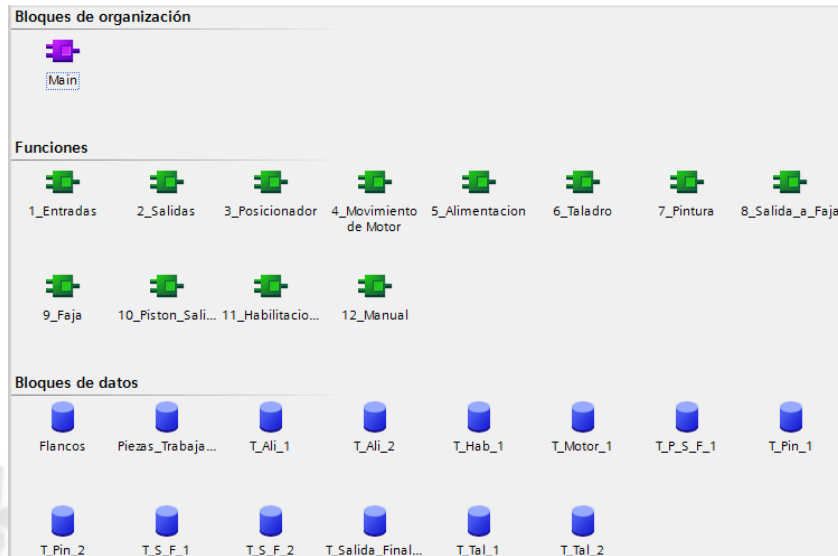 Bloques de organización
Main
Funciones
1_Entradas 2_Salidas 3_Posicionador 4_Movimiento de Motor 5_Alimentacion 6_Taladro 7_Pintura 8_Salida_a_Faja
9_Faja 10_Piston_Sali... 11_Habilitacio... 12_Manual
Bloques de datos
Flancos Piezas_Trabaja... T_Ali_1 T_Ali_2 T_Hab_1 T_Motor_1 T_P_S_F_1 T_Pin_1
T_Pin_2 T_S_F_1 T_S_F_2 T_Salida_Final... T_Tal_1 T_Tal_2